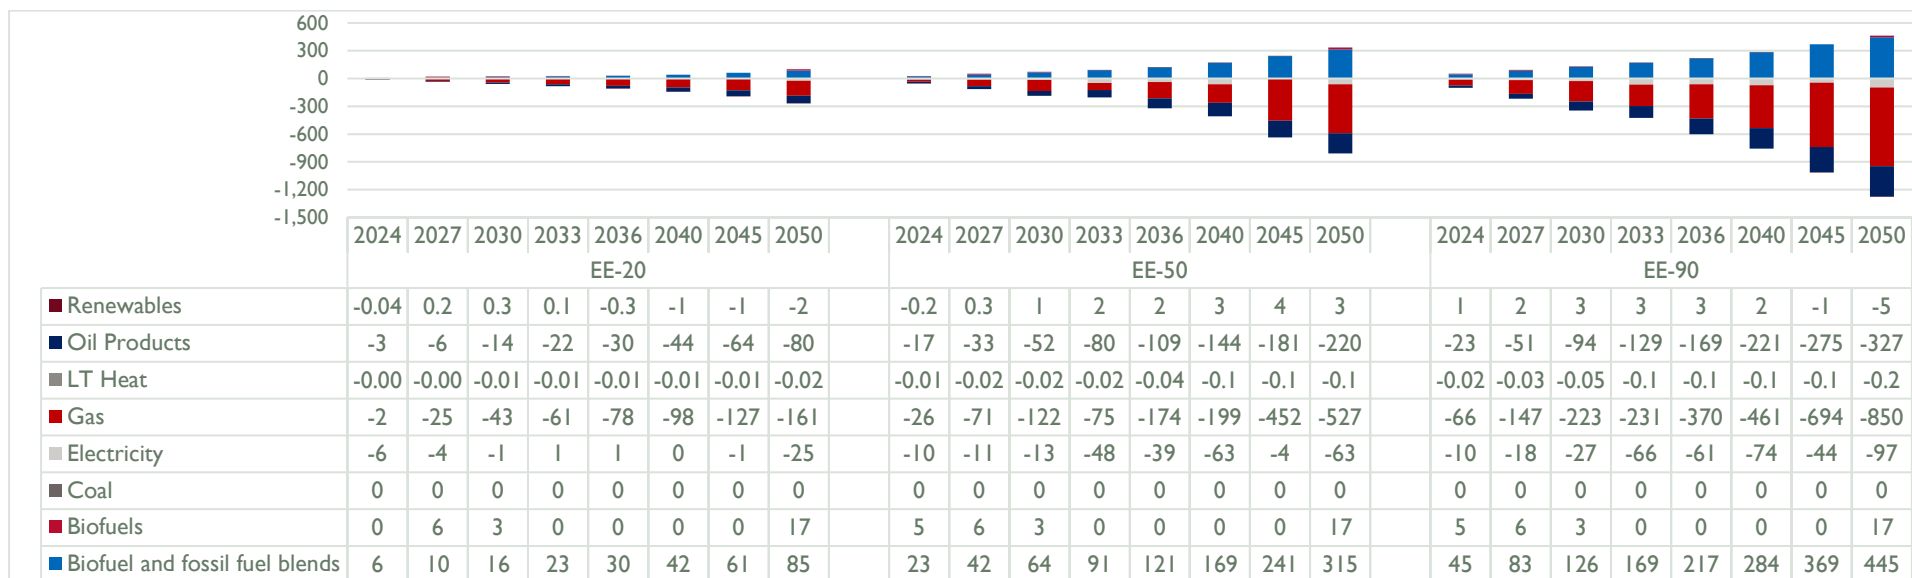 600
300
0
-300
-600
-900
-1,200
-1,500
2024 2027 2030 2033 2036 2040 2045 2050 2024 2027 2030 2033 2036 2040 2045 2050 2024 2027 2030 2033 2036 2040 2045 2050
EE-20 EE-50 EE-90
Renewables -0.04 0.2 0.3 0.1 -0.3 -1 -1 -2 -0.2 0.3 1 2 2 3 4 3 1 2 3 3 3 2 -1 -5
Oil Products -3 -6 -14 -22 -30 -44 -64 -80 -17 -33 -52 -80 -109 -144 -181 -220 -23 -51 -94 -129 -169 -221 -275 -327
LT Heat -0.00 -0.00 -0.01 -0.01 -0.01 -0.01 -0.01 -0.02 -0.01 -0.02 -0.02 -0.02 -0.04 -0.1 -0.1 -0.1 -0.02 -0.03 -0.05 -0.1 -0.1 -0.1 -0.1 -0.2
Gas -2 -25 -43 -61 -78 -98 -127 -161 -26 -71 -122 -75 -174 -199 -452 -527 -66 -147 -223 -231 -370 -461 -694 -850
Electricity -6 -4 -1 1 1 0 -1 -25 -10 -11 -13 -48 -39 -63 -4 -63 -10 -18 -27 -66 -61 -74 -44 -97
Coal 0 0 0 0 0 0 0 0 0 0 0 0 0 0 0 0 0 0 0 0 0 0 0 0
Biofuels 0 6 3 0 0 0 0 17 5 6 3 0 0 0 0 17 5 6 3 0 0 0 0 17
Biofuel and fossil fuel blends 6 10 16 23 30 42 61 85 23 42 64 91 121 169 241 315 45 83 126 169 217 284 369 445